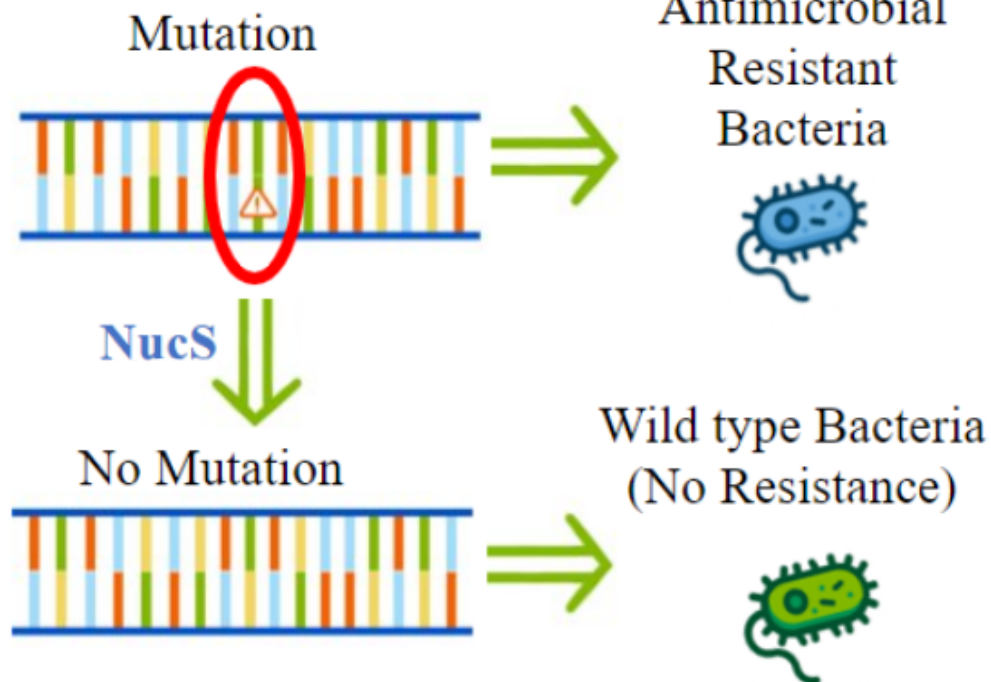 Mutation
Antimicrobial
Resistant
Bacteria
NucS
No Mutation
Wild type Bacteria
(No Resistance)